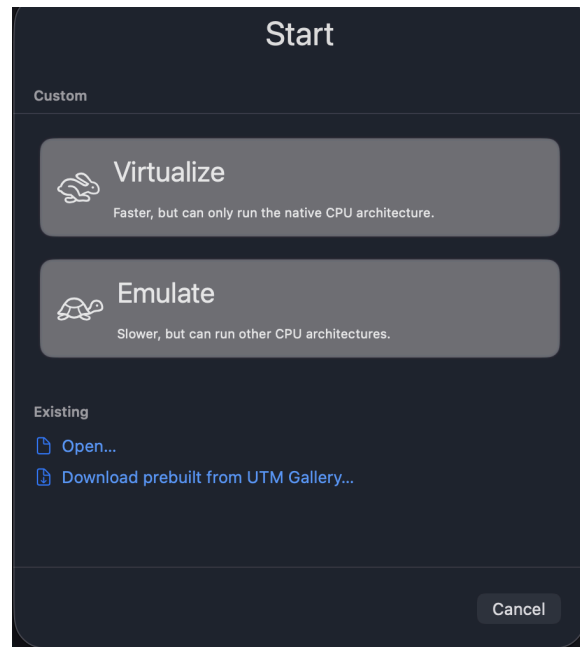 Start
Custom
Virtualize
Faster, but can only run the native CPU architecture.
Emulate
Slower, but can run other CPU architectures.
Existing
Open...
Download prebuilt from UTM Gallery...
Cancel